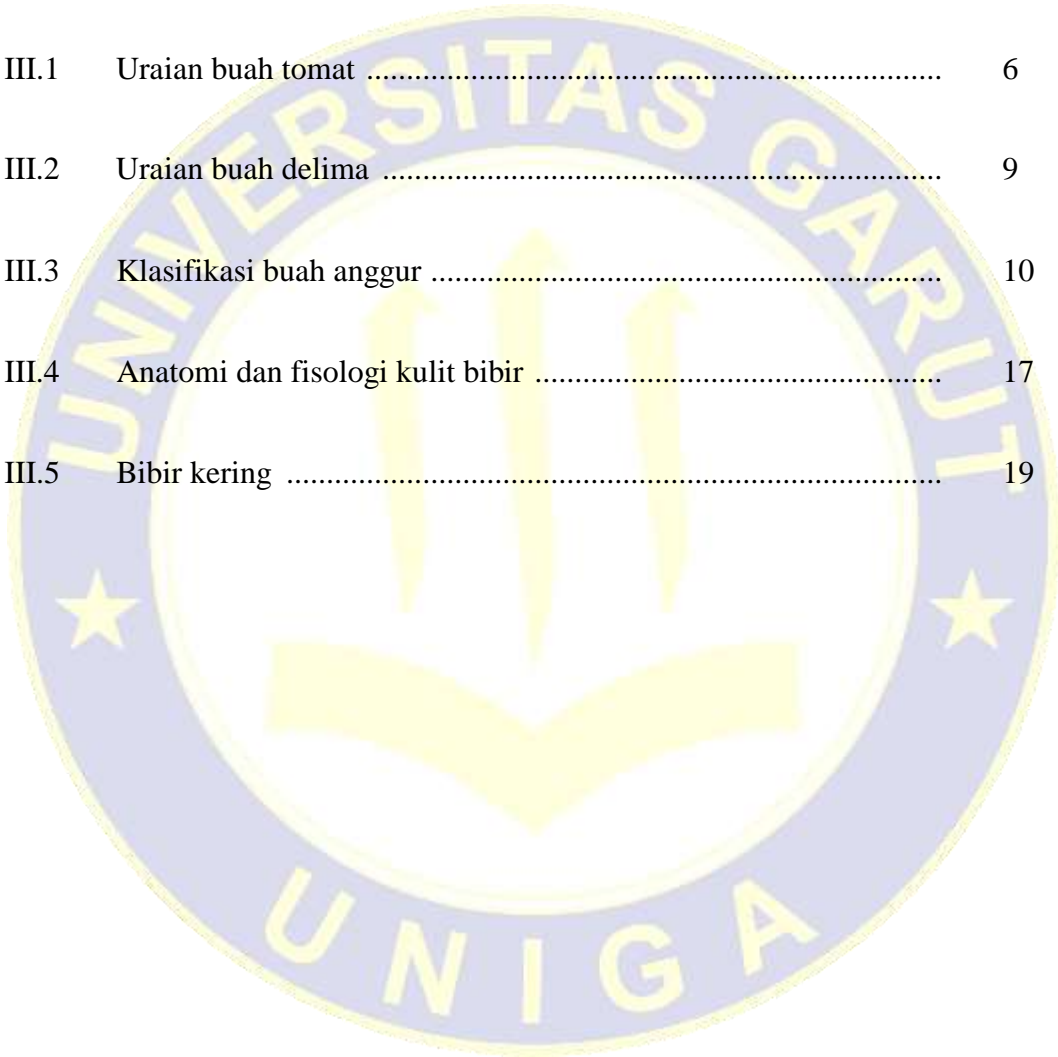 III.1 Uraian buah tomat ........................................................................ 6
III.2 Uraian buah delima ...................................................................... 9
III.3 Klasifikasi buah anggur ................................................................ 10
III.4 Anatomi dan fisologi kulit bibir ................................................... 17
III.5 Bibir kering .................................................................................. 19
UNIVERSITAS GARUT
UNIGA